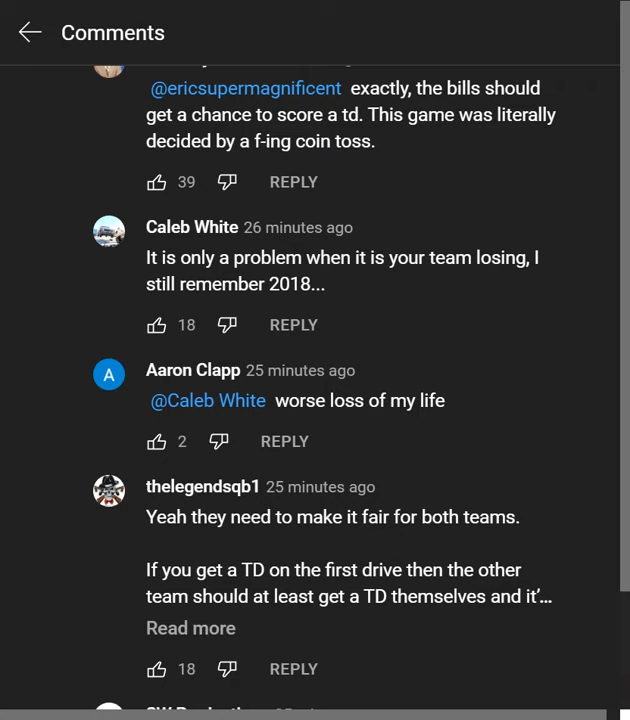 Comments
@ericsupermagnificent exactly, the bills should
get a chance to score a td. This game was literally
decided by a f-ing coin toss.
39 REPLY
Caleb White 26 minutes ago
It is only a problem when it is your team losing, I
still remember 2018...
18 REPLY
A
Aaron Clapp 25 minutes ago
@Caleb White worse loss of my life
2 REPLY
thelegendsqb1 25 minutes ago
Yeah they need to make it fair for both teams.
If you get a TD on the first drive then the other
team should at least get a TD themselves and it’...
Read more
18 REPLY